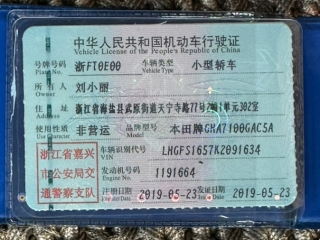 中华人民共和国机动车行驶证
Vehicle License of the People's Republic of China
号牌号码 浙FT0E00 车辆类型 小型轿车
Plate No. Vehicle Type
所有人 刘小丽
Owner
住址 浙江省海盐县武原街道天宁寺路77号2幢1单元302室
Address
使用性质 非营运 品牌型号 本田牌GHA7100GAC5A
Use Character Model
浙江省嘉兴 车辆识别代号 LHGFS1657K2091634
VIN
市公安局交 发动机号码 1191664
Engine No.
通警察支队 注册日期 2019-05-23 发证日期 2019-05-23
Register Date Issue Date